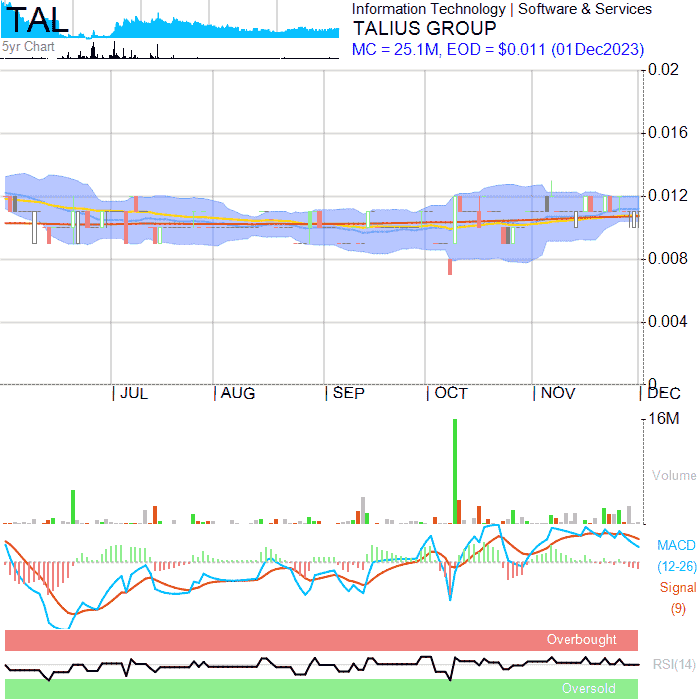 TAL
5yr Chart
Information Technology | Software & Services
TALIUS GROUP
MC = 25.1M, EOD = $0.011 (01Dec2023)
0.02
0.016
0.012
0.008
0.004
0
| JUL | AUG | SEP | OCT | NOV | DEC
16M
Volume
MACD
(12-26)
Signal
(9)
Overbought
RSI(14)
Oversold